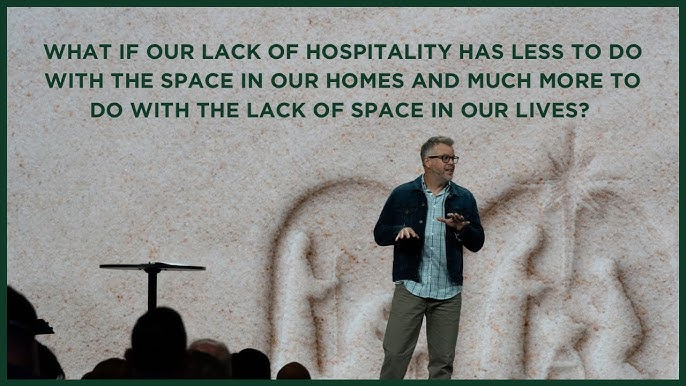 WHAT IF OUR LACK OF HOSPITALITY HAS LESS TO DO
WITH THE SPACE IN OUR HOMES AND MUCH MORE TO
DO WITH THE LACK OF SPACE IN OUR LIVES?